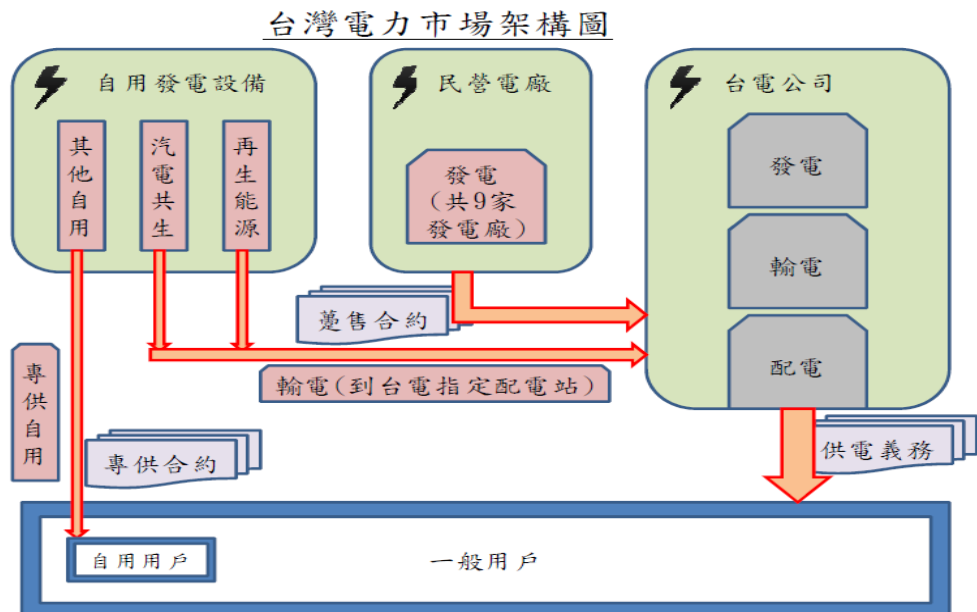 台灣電力市場架構圖
自用發電設備
其他自用
汽電共生
再生能源
民營電廠
發電
(共9家
發電廠)
台電公司
發電
輸電
配電
躉售合約
輸電(到台電指定配電站)
專供自用
專供合約
供電義務
自用用戶
一般用戶